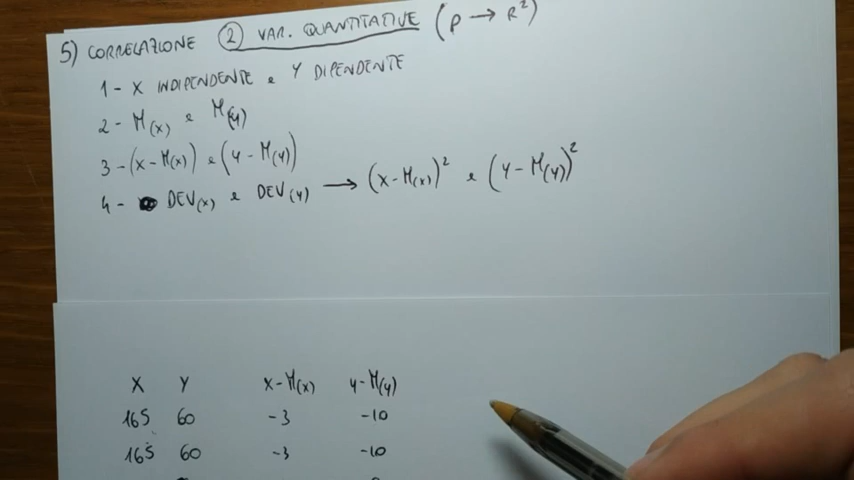 5) CORRELAZIONE 2 VAR. QUANTITATIVE (P → R²)
1 - X INDIPENDENTE e Y DIPENDENTE
2 - M(x) e M(y)
3 - (X-M(x)) e (Y-M(y))
4 - DEV(x) e DEV(y) → (X-M(x))² e (Y-M(y))²
X Y X-M(x) Y-M(y)
165 60 -3 -10
165 60 -3 -10